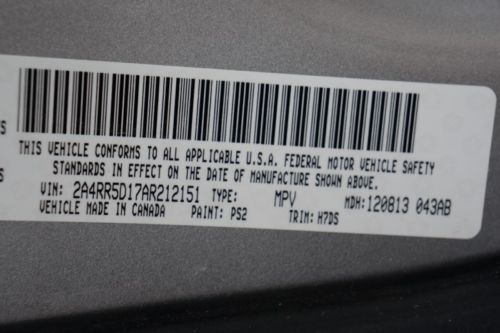 THIS VEHICLE CONFORMS TO ALL APPLICABLE U.S.A. FEDERAL MOTOR VEHICLE SAFETY
STANDARDS IN EFFECT ON THE DATE OF MANUFACTURE SHOWN ABOVE.
VIN: 2A4RR5D17AR212151 TYPE: MPV MDH: 120813 043AB
VEHICLE MADE IN CANADA PAINT: PS2 TRIM: H7DS